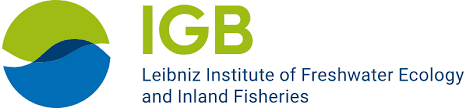 IGB
Leibniz Institute of Freshwater Ecology
and Inland Fisheries